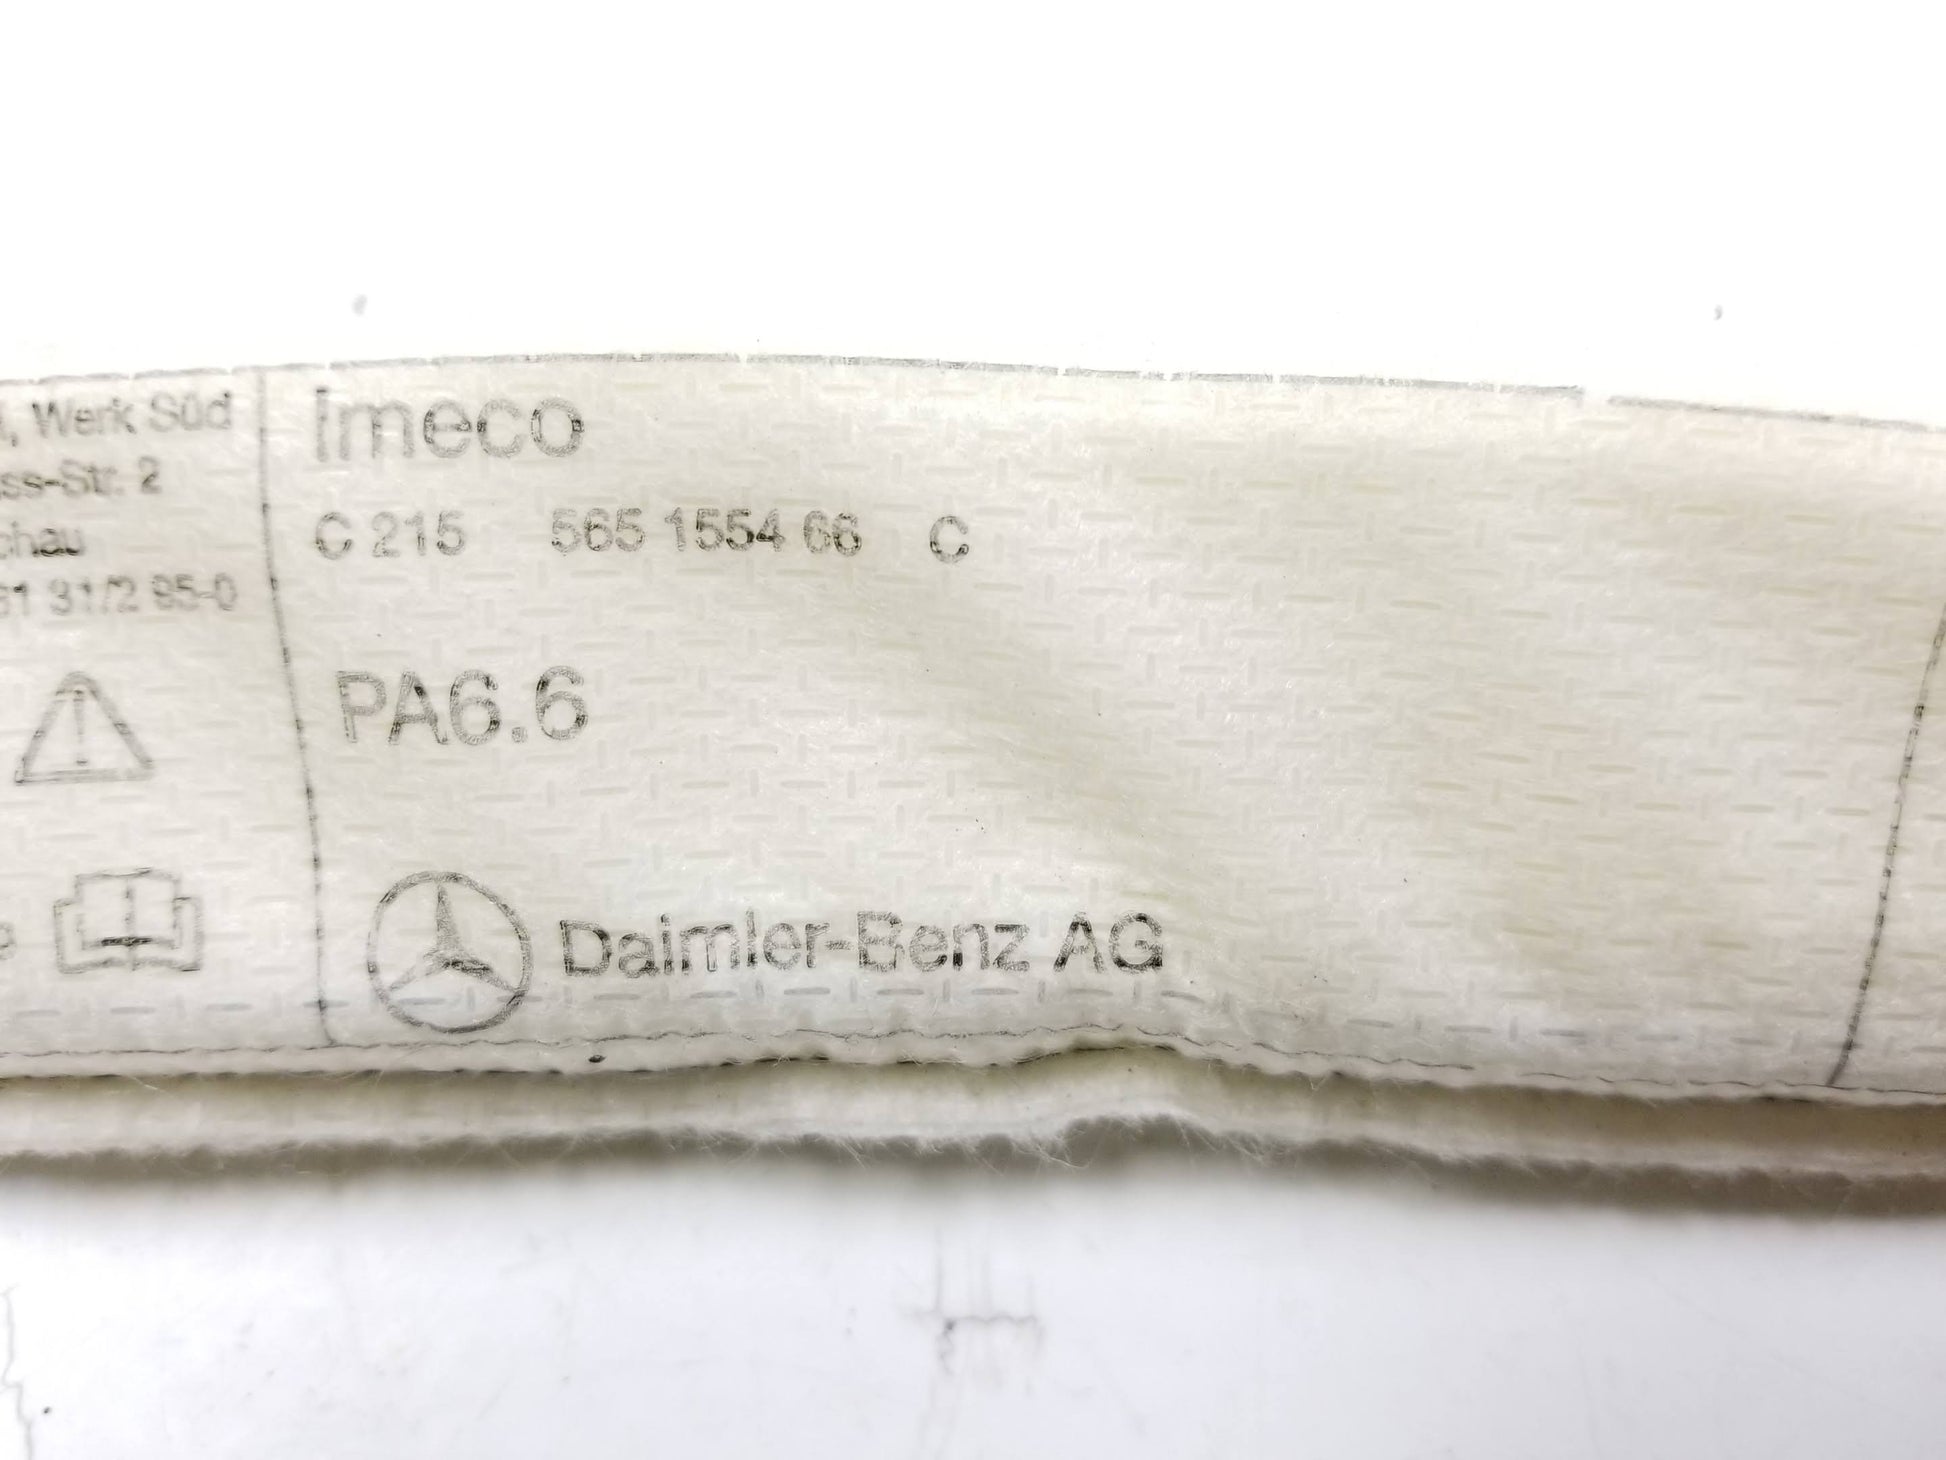 , Werk Süd
ss-Str. 2
chau
61 31/2 95-0
imeco
C 215 565 1554 66 C
PA6.6
Daimler-Benz AG